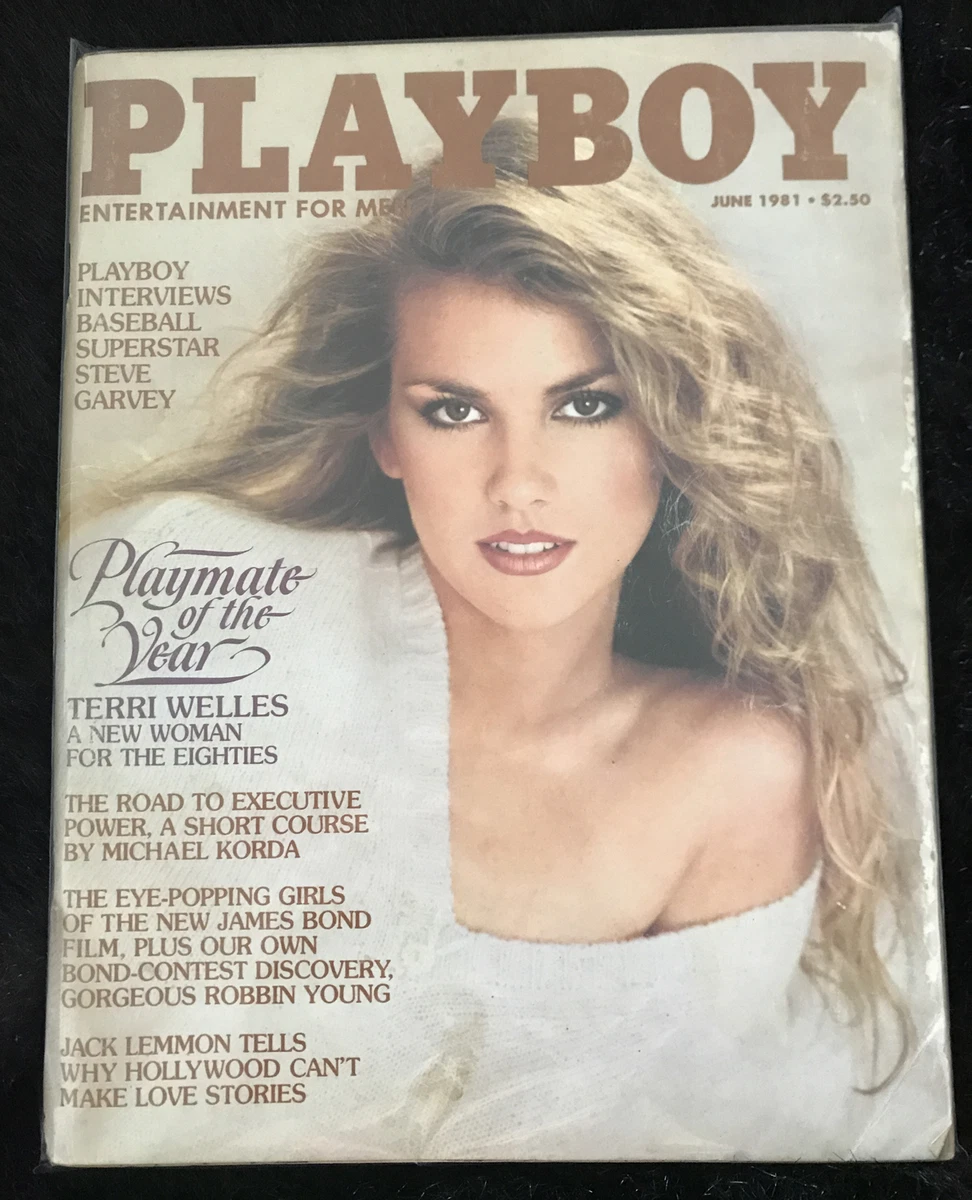 PLAYBOY
ENTERTAINMENT FOR MEN
JUNE 1981 • $2.50
PLAYBOY
INTERVIEWS
BASEBALL
SUPERSTAR
STEVE
GARVEY
Playmate
of the
Year
TERRI WELLES
A NEW WOMAN
FOR THE EIGHTIES
THE ROAD TO EXECUTIVE
POWER, A SHORT COURSE
BY MICHAEL KORDA
THE EYE-POPPING GIRLS
OF THE NEW JAMES BOND
FILM, PLUS OUR OWN
BOND-CONTEST DISCOVERY,
GORGEOUS ROBBIN YOUNG
JACK LEMMON TELLS
WHY HOLLYWOOD CAN'T
MAKE LOVE STORIES